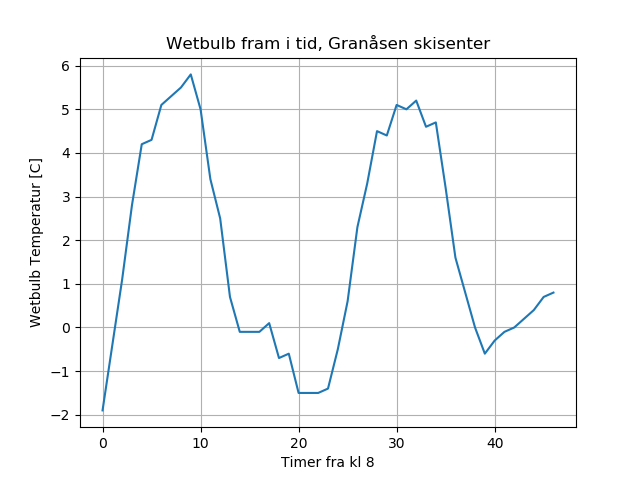 Wetbulb fram i tid, Granåsen skisenter
Wetbulb Temperatur [C]
6
5
4
3
2
1
0
−1
−2
0 10 20 30 40
Timer fra kl 8